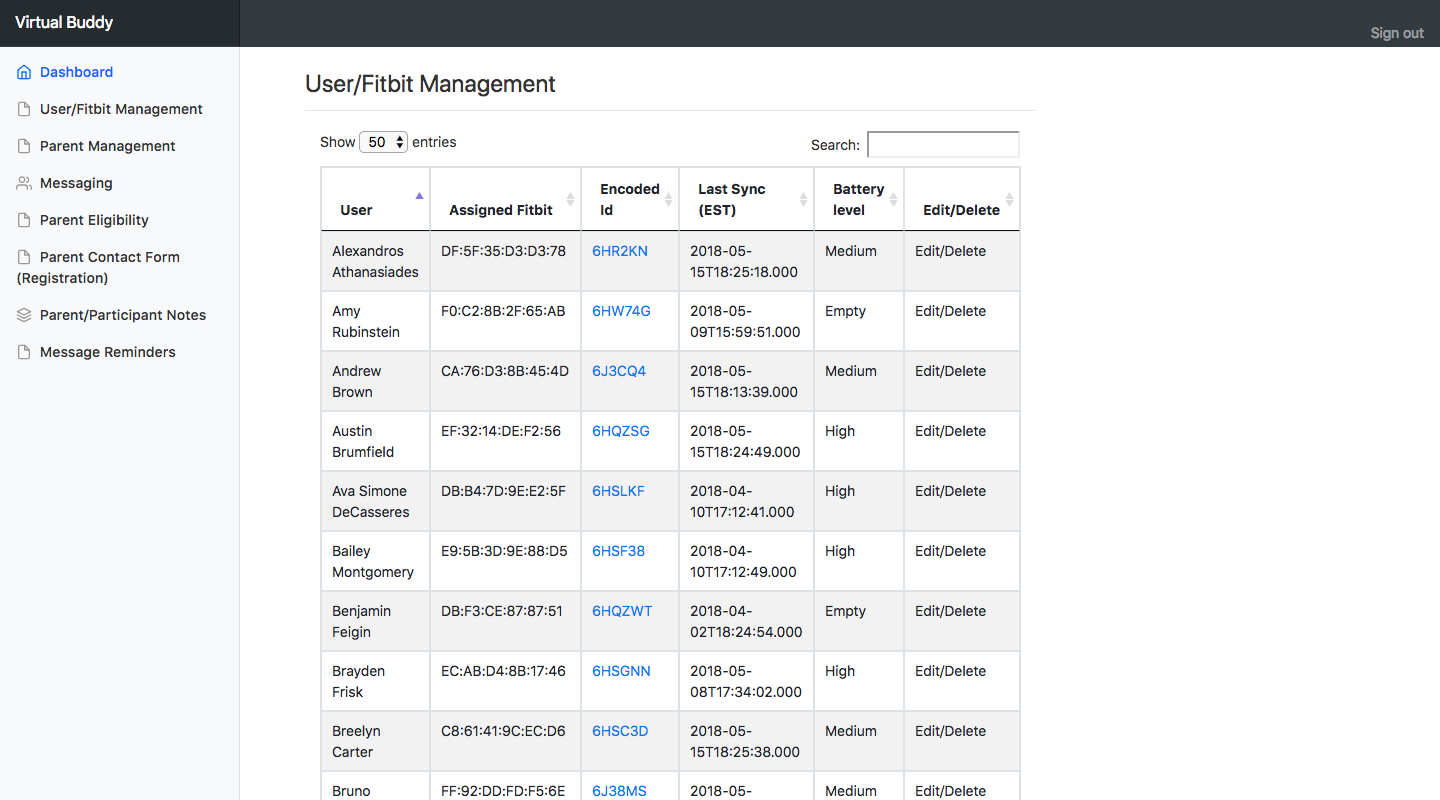 Virtual Buddy
Sign out
Dashboard
User/Fitbit Management
Parent Management
Messaging
Parent Eligibility
Parent Contact Form
(Registration)
Parent/Participant Notes
Message Reminders
User/Fitbit Management
Show 50 entries
Search:
User Assigned Fitbit Encoded Id Last Sync (EST) Battery level Edit/Delete
Alexandros DF:5F:35:D3:D3:78 6HR2KN 2018-05- Medium Edit/Delete
Athanasiades 15T18:25:18.000
Amy F0:C2:8B:2F:65:AB 6HW74G 2018-05- Empty Edit/Delete
Rubinstein 09T15:59:51.000
Andrew CA:76:D3:8B:45:4D 6J3CQ4 2018-05- Medium Edit/Delete
Brown 15T18:13:39.000
Austin EF:32:14:DE:F2:56 6HQZSG 2018-05- High Edit/Delete
Brumfield 15T18:24:49.000
Ava Simone DB:B4:7D:9E:E2:5F 6HSLKF 2018-04- High Edit/Delete
DeCasseres 10T17:12:41.000
Bailey E9:5B:3D:9E:88:D5 6HSF38 2018-04- High Edit/Delete
Montgomery 10T17:12:49.000
Benjamin DB:F3:CE:87:87:51 6HQZWT 2018-04- Empty Edit/Delete
Feigin 02T18:24:54.000
Brayden EC:AB:D4:8B:17:46 6HSGNN 2018-05- High Edit/Delete
Frisk 08T17:34:02.000
Breelyn C8:61:41:9C:EC:D6 6HSC3D 2018-05- Medium Edit/Delete
Carter 15T18:25:38.000
Bruno FF:92:DD:FD:F5:6E 6J38MS 2018-05- Medium Edit/Delete